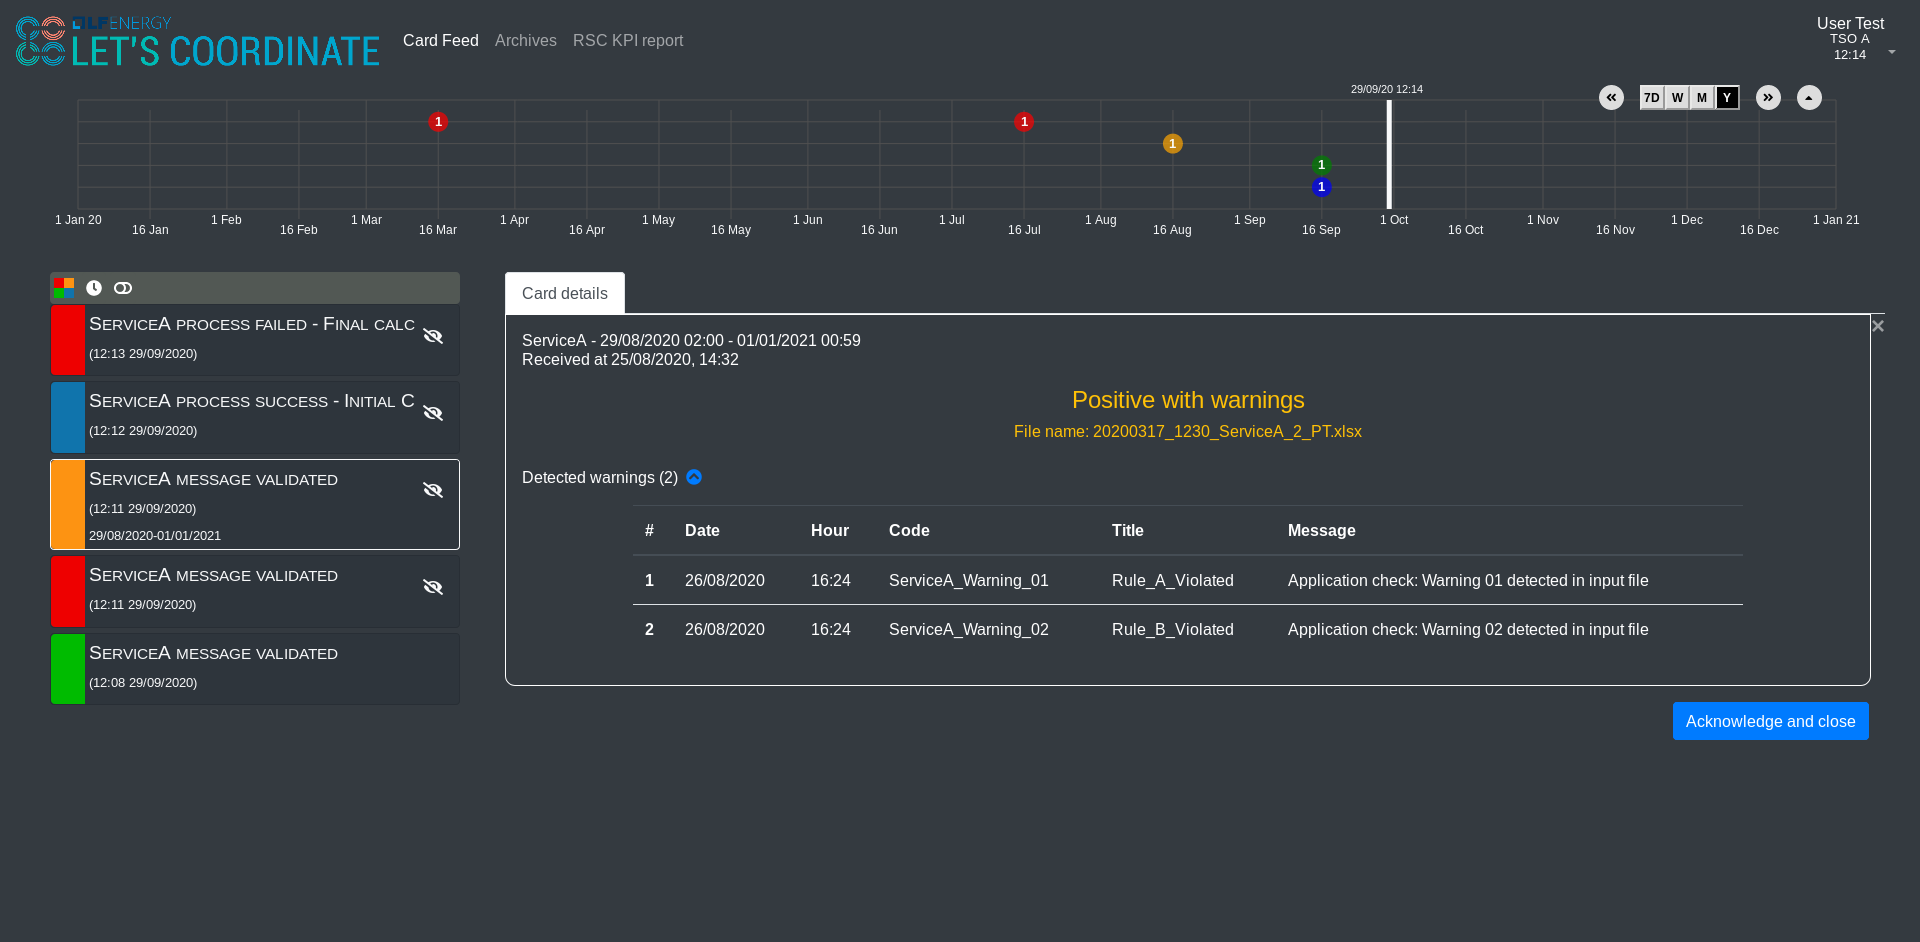 LF ENERGY
LET'S COORDINATE
Card Feed Archives RSC KPI report
User Test
TSO A
12:14
29/09/20 12:14
7D W M Y
1 1
1
1
1
1 Jan 20 1 Feb 1 Mar 1 Apr 1 May 1 Jun 1 Jul 1 Aug 1 Sep 1 Oct 1 Nov 1 Dec 1 Jan 21
16 Jan 16 Feb 16 Mar 16 Apr 16 May 16 Jun 16 Jul 16 Aug 16 Sep 16 Oct 16 Nov 16 Dec
ServiceA process failed - Final calc
(12:13 29/09/2020)
ServiceA process success - Initial C
(12:12 29/09/2020)
ServiceA message validated
(12:11 29/09/2020)
29/08/2020-01/01/2021
ServiceA message validated
(12:11 29/09/2020)
ServiceA message validated
(12:08 29/09/2020)
Card details
ServiceA - 29/08/2020 02:00 - 01/01/2021 00:59
Received at 25/08/2020, 14:32
Positive with warnings
File name: 20200317_1230_ServiceA_2_PT.xlsx
Detected warnings (2)
# Date Hour Code Title Message
1 26/08/2020 16:24 ServiceA_Warning_01 Rule_A_Violated Application check: Warning 01 detected in input file
2 26/08/2020 16:24 ServiceA_Warning_02 Rule_B_Violated Application check: Warning 02 detected in input file
Acknowledge and close